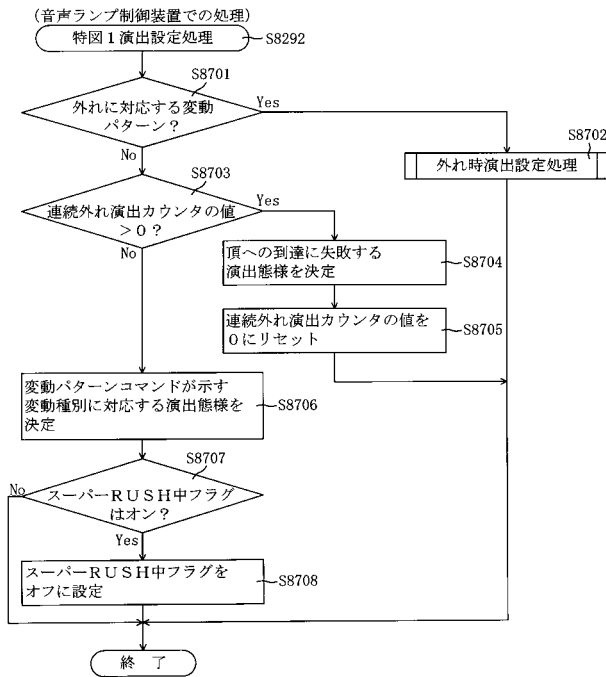 (音声ランプ制御装置での処理)
特図1演出設定処理
S8292
S8701
外れに対応する変動
パターン?
Yes
No
S8702
外れ時演出設定処理
S8703
連続外れ演出カウンタの値
>0?
Yes
No
頂への到達に失敗する
演出態様を決定
S8704
連続外れ演出カウンタの値を
0にリセット
S8705
変動パターンコマンドが示す
変動種別に対応する演出態様を
決定
S8706
S8707
スーパーRUSH中フラグ
はオン?
No
Yes
スーパーRUSH中フラグを
オフに設定
S8708
終 了